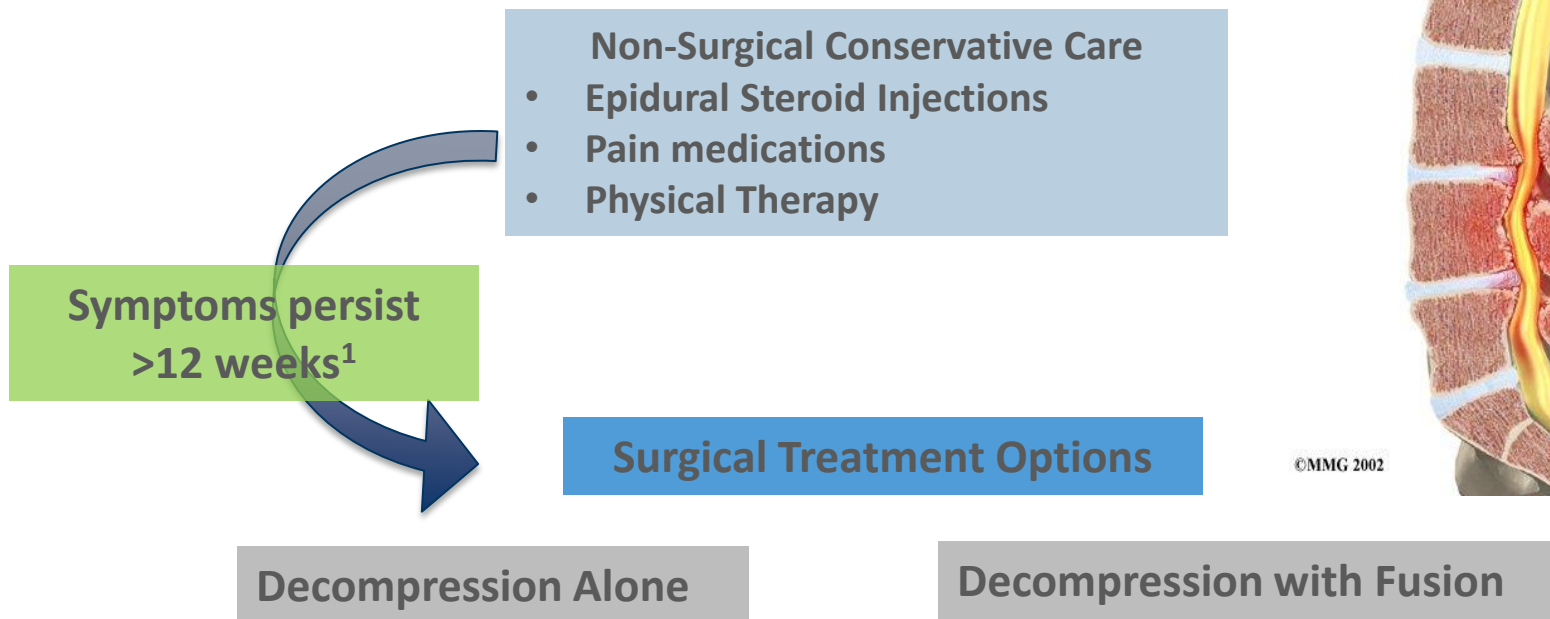 Non-Surgical Conservative Care
• Epidural Steroid Injections
• Pain medications
• Physical Therapy
Symptoms persist
>12 weeks¹
Surgical Treatment Options
©MMG 2002
Decompression Alone
Decompression with Fusion